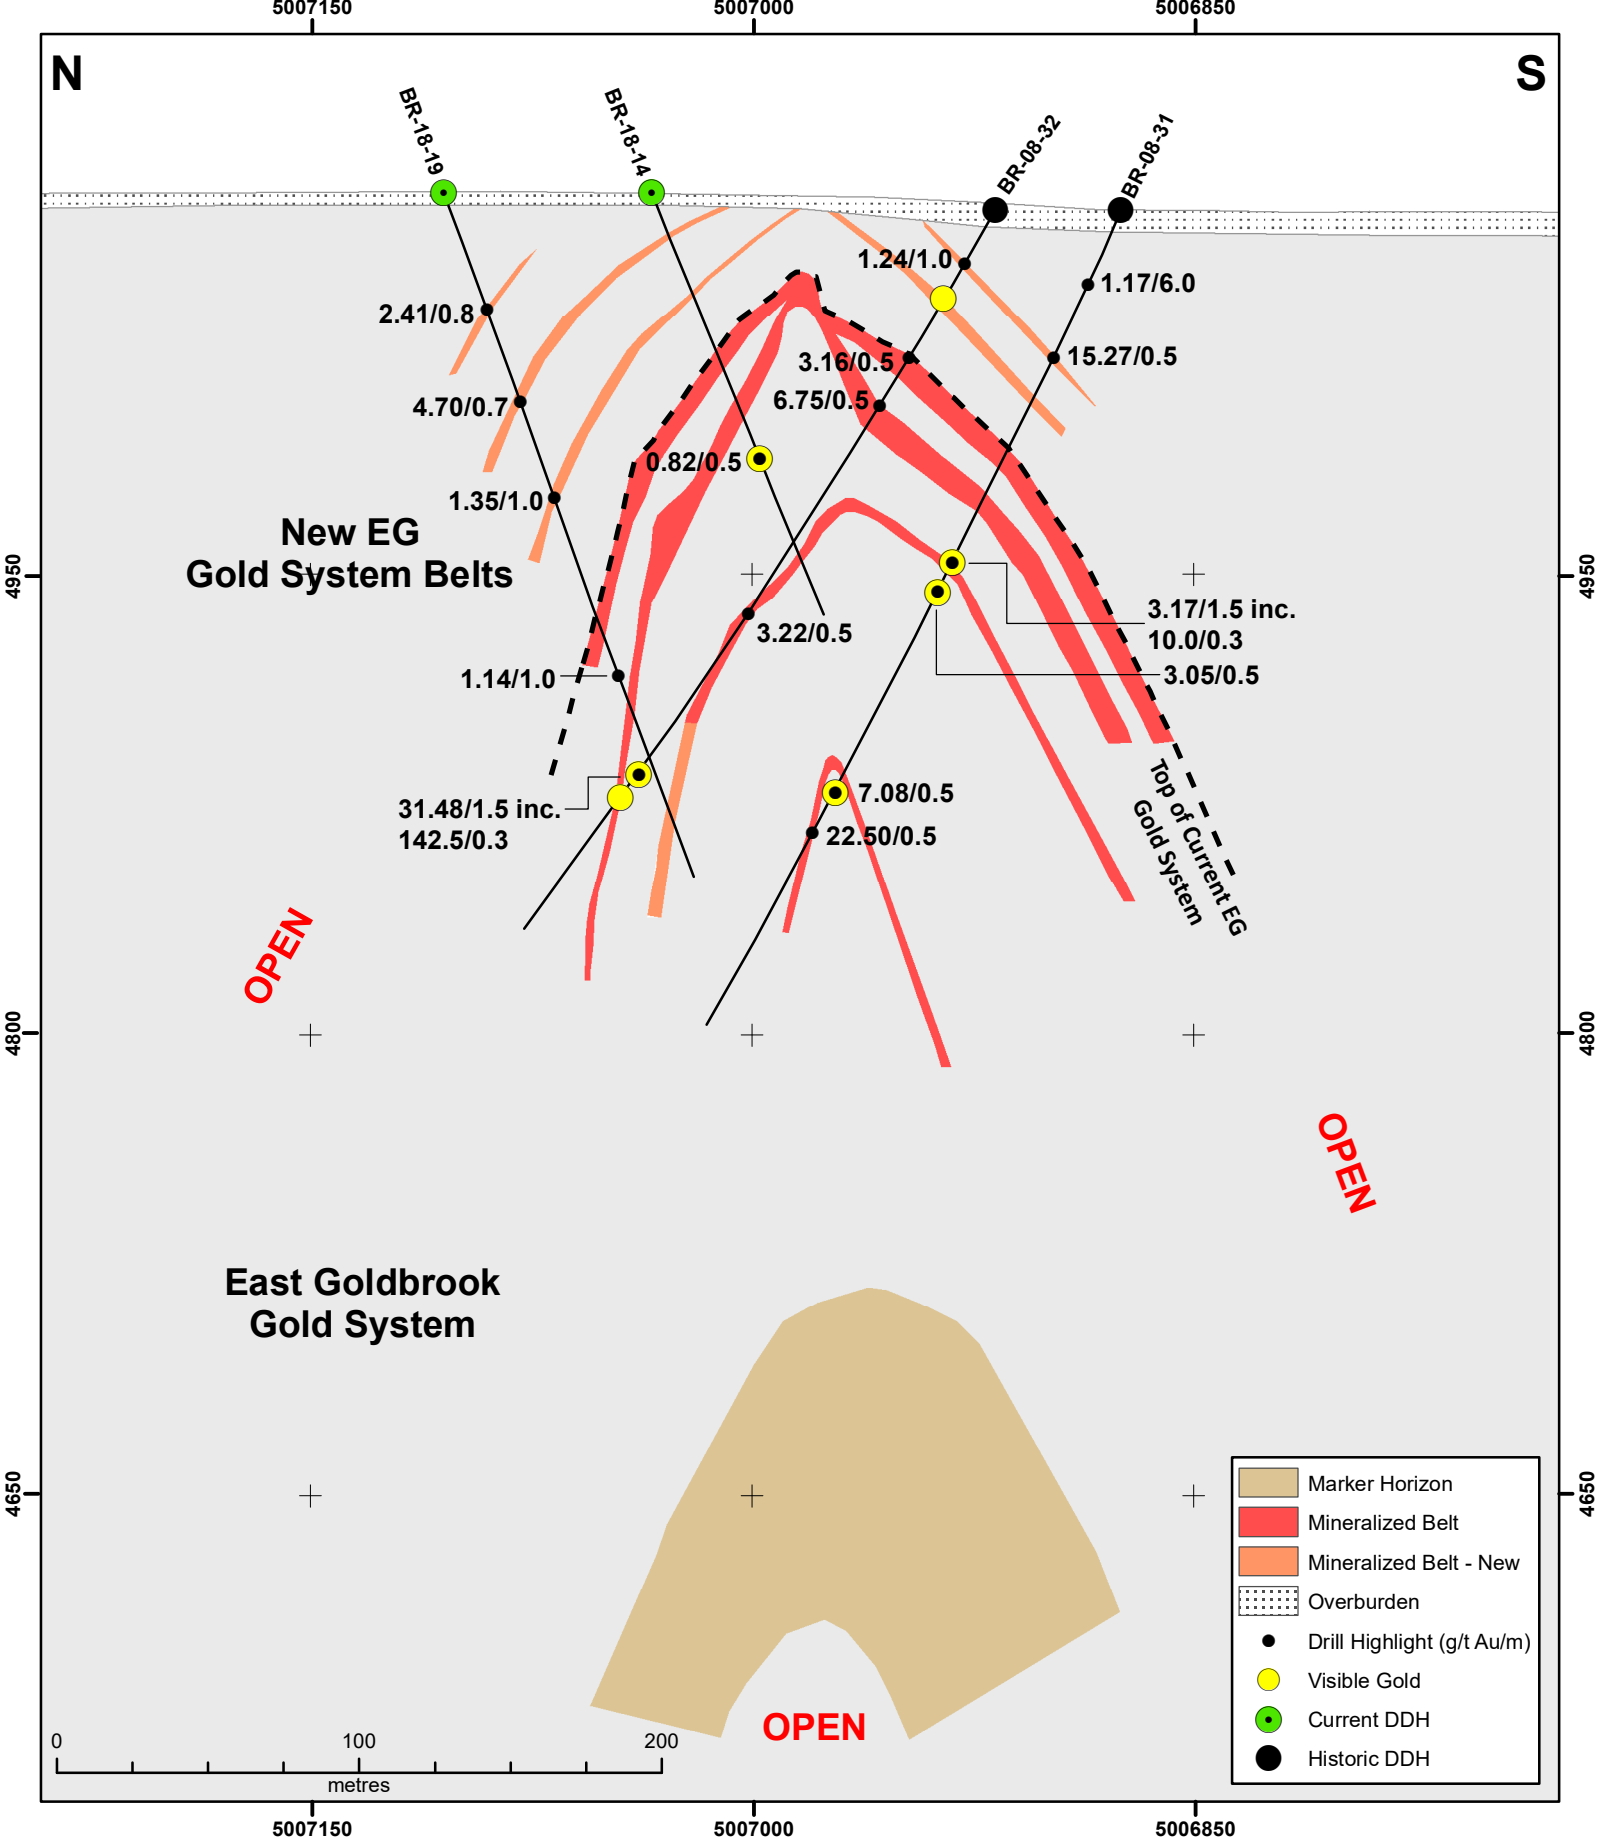 5007150
5007000
5006850
N
S
BR-18-19
BR-18-14
BR-08-32
BR-08-31
1.24/1.0
1.17/6.0
2.41/0.8
15.27/0.5
3.16/0.5
6.75/0.5
4.70/0.7
0.82/0.5
1.35/1.0
New EG
Gold System Belts
4950
4950
3.17/1.5 inc.
10.0/0.3
3.22/0.5
3.05/0.5
1.14/1.0
31.48/1.5 inc.
142.5/0.3
7.08/0.5
22.50/0.5
Top of Current EG
Gold System
OPEN
4800
4800
OPEN
East Goldbrook
Gold System
4650
4650
Marker Horizon
Mineralized Belt
Mineralized Belt - New
Overburden
Drill Highlight (g/t Au/m)
Visible Gold
Current DDH
Historic DDH
OPEN
0
100
200
metres
5007150
5007000
5006850